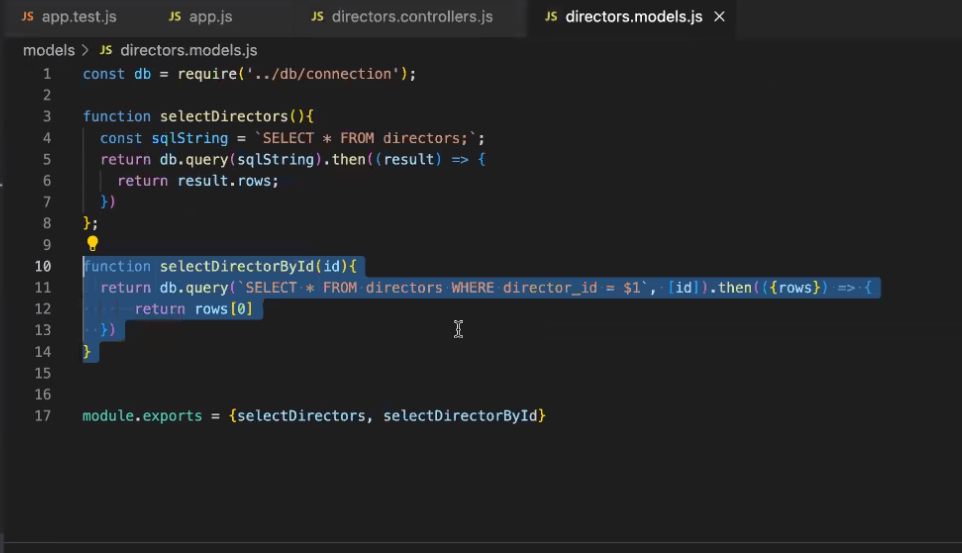 JS app.test.js JS app.js JS directors.controllers.js JS directors.models.js ×
models > JS directors.models.js
1 const db = require('../db/connection');
2
3 function selectDirectors(){
4 const sqlString = `SELECT * FROM directors;`;
5 return db.query(sqlString).then((result) => {
6 return result.rows;
7 })
8 };
9
10 function selectDirectorById(id){
11 return db.query(`SELECT * FROM directors WHERE director_id = $1`, [id]).then(({rows}) => {
12 return rows[0]
13 })
14 }
15
16
17 module.exports = {selectDirectors, selectDirectorById}